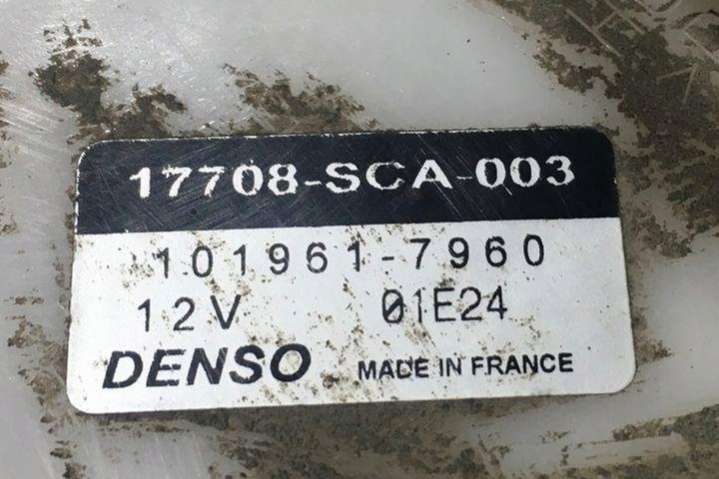 17708-SCA-003
101961-7960
12V 01E24
DENSO MADE IN FRANCE